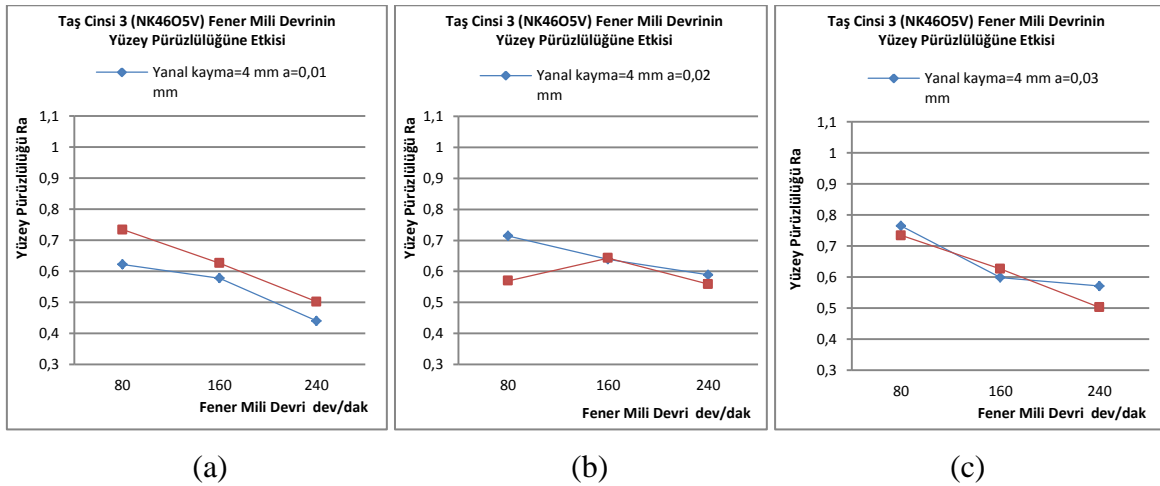 Taş Cinsi 3 (NK46O5V) Fener Mili Devrinin
Yüzey Pürüzlülüğüne Etkisi
Yanal kayma=4 mm a=0,01
mm
Yüzey Pürüzlülüğü Ra
1,1
1
0,9
0,8
0,7
0,6
0,5
0,4
0,3
80
160
240
Fener Mili Devri dev/dak
(a)
Taş Cinsi 3 (NK46O5V) Fener Mili Devrinin
Yüzey Pürüzlülüğüne Etkisi
Yanal kayma=4 mm a=0,02
mm
Yüzey Pürüzlülüğü Ra
1,1
1
0,9
0,8
0,7
0,6
0,5
0,4
0,3
80
160
240
Fener Mili Devri dev/dak
(b)
Taş Cinsi 3 (NK46O5V) Fener Mili Devrinin
Yüzey Pürüzlülüğüne Etkisi
Yanal kayma=4 mm a=0,03
mm
Yüzey Pürüzlülüğü Ra
1,1
1
0,9
0,8
0,7
0,6
0,5
0,4
0,3
80
160
240
Fener Mili Devri dev/dak
(c)